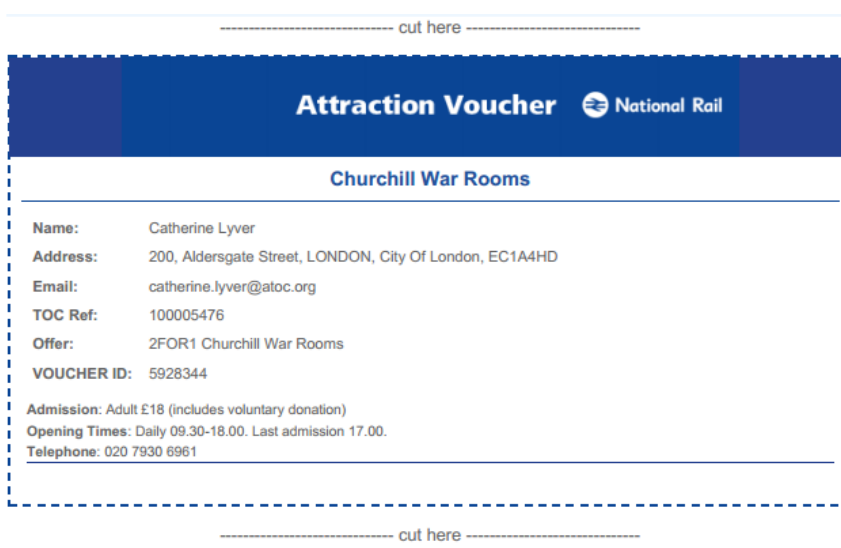 ------------------------------ cut here ------------------------------
Attraction Voucher National Rail
Churchill War Rooms
Name: Catherine Lyver
Address: 200, Aldersgate Street, LONDON, City Of London, EC1A4HD
Email: catherine.lyver@atoc.org
TOC Ref: 100005476
Offer: 2FOR1 Churchill War Rooms
VOUCHER ID: 5928344
Admission: Adult £18 (includes voluntary donation)
Opening Times: Daily 09.30-18.00. Last admission 17.00.
Telephone: 020 7930 6961
------------------------------ cut here ------------------------------